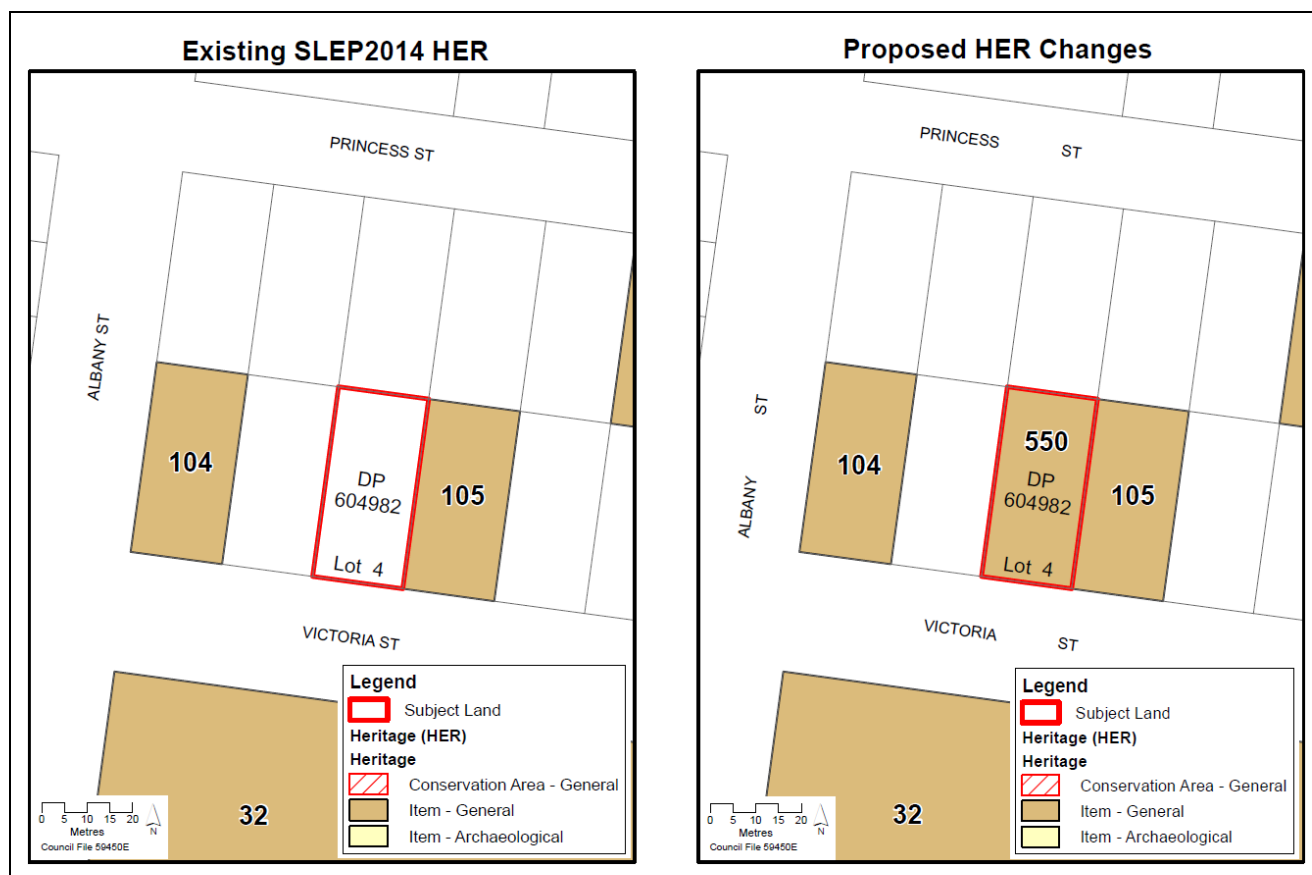 Existing SLEP2014 HER
PRINCESS ST
ALBANY ST
104
DP
604982
105
Lot 4
VICTORIA ST
32
Legend
Subject Land
Heritage (HER)
Heritage
Conservation Area - General
Item - General
Item - Archaeological
0 5 10 15 20
Metres
N
Council File 59450E
Proposed HER Changes
PRINCESS ST
ALBANY ST
104
550
DP
604982
105
Lot 4
VICTORIA ST
32
Legend
Subject Land
Heritage (HER)
Heritage
Conservation Area - General
Item - General
Item - Archaeological
0 5 10 15 20
Metres
N
Council File 59450E